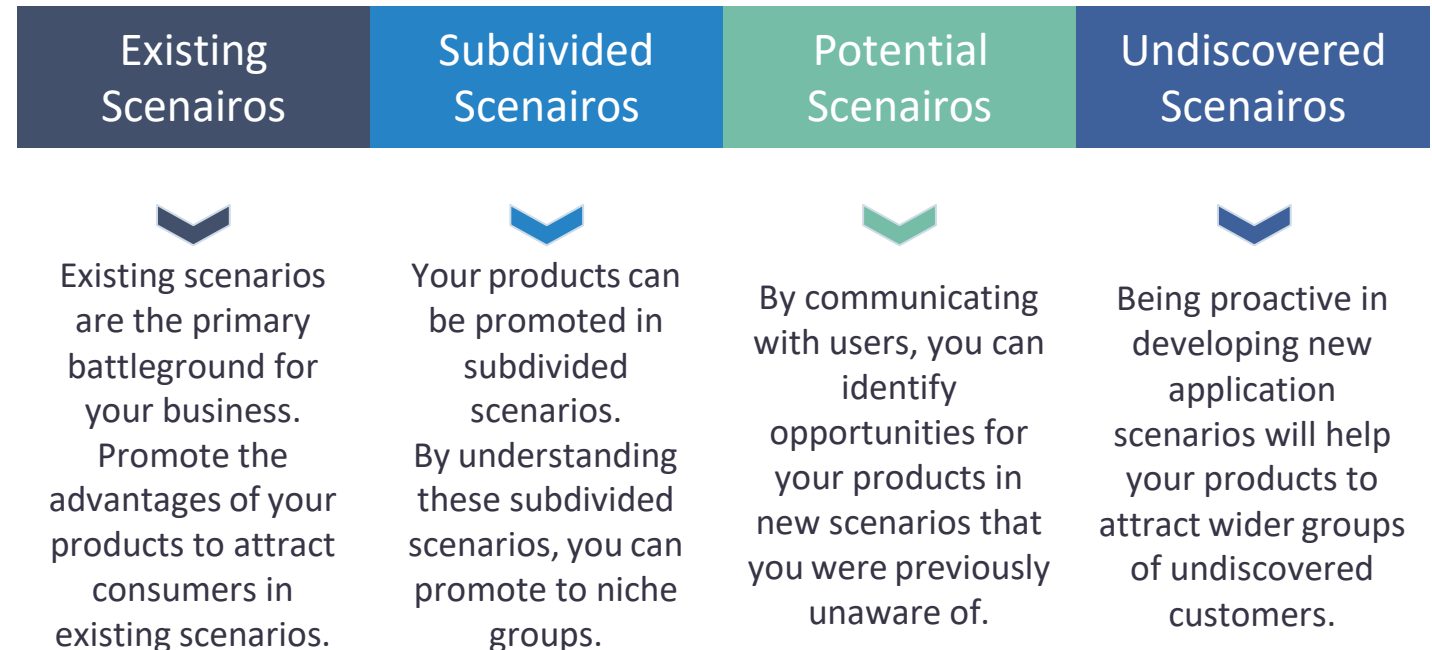 Existing
Scenairos
Subdivided
Scenairos
Potential
Scenairos
Undiscovered
Scenairos
Existing scenarios
are the primary
battleground for
your business.
Promote the
advantages of your
products to attract
consumers in
existing scenarios.
Your products can
be promoted in
subdivided
scenarios.
By understanding
these subdivided
scenarios, you can
promote to niche
groups.
By communicating
with users, you can
identify
opportunities for
your products in
new scenarios that
you were previously
unaware of.
Being proactive in
developing new
application
scenarios will help
your products to
attract wider groups
of undiscovered
customers.